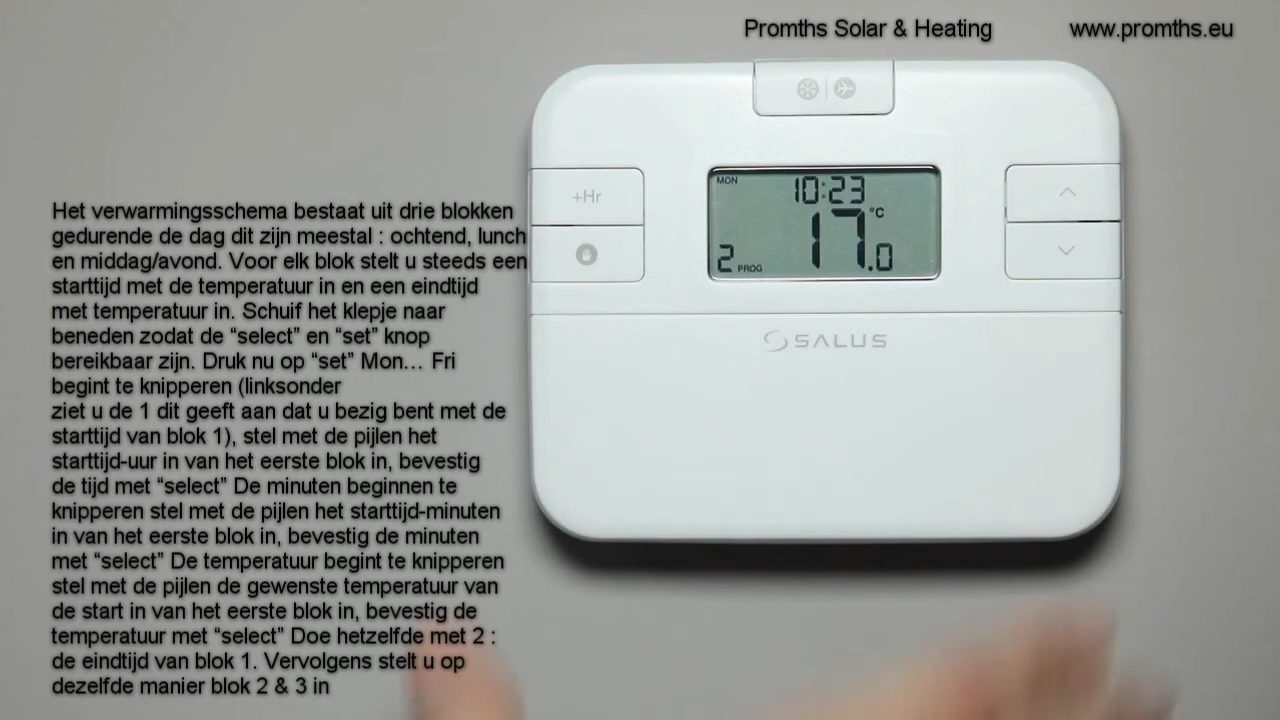 Promths Solar & Heating www.promths.eu
+Hr
MON
10:23
17.0 °C
2 PROG
SALUS
Het verwarmingsschema bestaat uit drie blokken
gedurende de dag dit zijn meestal : ochtend, lunch
en middag/avond. Voor elk blok stelt u steeds een
starttijd met de temperatuur in en een eindtijd
met temperatuur in. Schuif het klepje naar
beneden zodat de “select” en “set” knop
bereikbaar zijn. Druk nu op “set” Mon... Fri
begint te knipperen (linksonder
ziet u de 1 dit geeft aan dat u bezig bent met de
starttijd van blok 1), stel met de pijlen het
starttijd-uur in van het eerste blok in, bevestig
de tijd met “select” De minuten beginnen te
knipperen stel met de pijlen het starttijd-minuten
in van het eerste blok in, bevestig de minuten
met “select” De temperatuur begint te knipperen
stel met de pijlen de gewenste temperatuur van
de start in van het eerste blok in, bevestig de
temperatuur met “select” Doe hetzelfde met 2 :
de eindtijd van blok 1. Vervolgens stelt u op
dezelfde manier blok 2 & 3 in